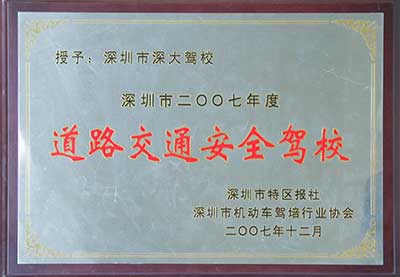 授予：深圳市深大驾校
深圳市二〇〇七年度
道路交通安全驾校
深圳市特区报社
深圳市机动车驾培行业协会
二〇〇七年十二月